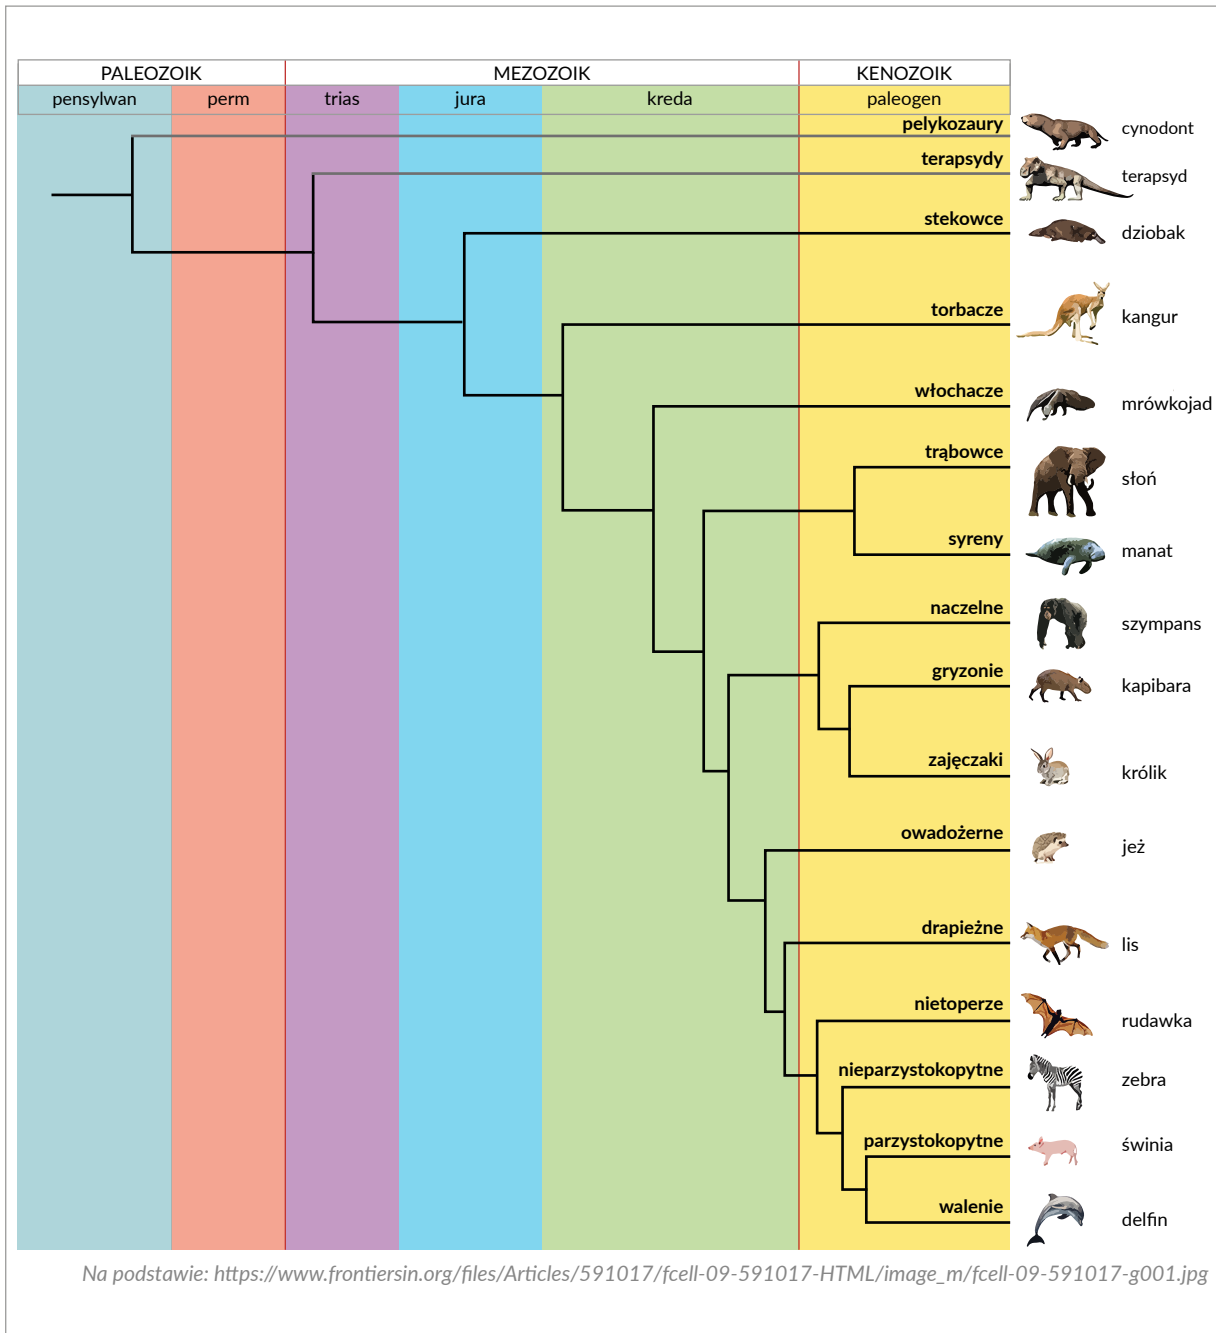 PALEOZOIK MEZOZOIK KENOZOIK
pensylwan perm trias jura kreda paleogen
pelykozaury cynodont
terapsydy terapsyd
stekowce dziobak
torbacze kangur
włochacze mrówkojad
trąbowce słoń
syreny manat
naczelne szympans
gryzonie kapibara
zajęczaki królik
owadożerne jeż
drapieżne lis
nietoperze rudawka
nieparzystokopytne zebra
parzystokopytne świnia
walenie delfin
Na podstawie: https://www.frontiersin.org/files/Articles/591017/fcell-09-591017-HTML/image_m/fcell-09-591017-g001.jpg